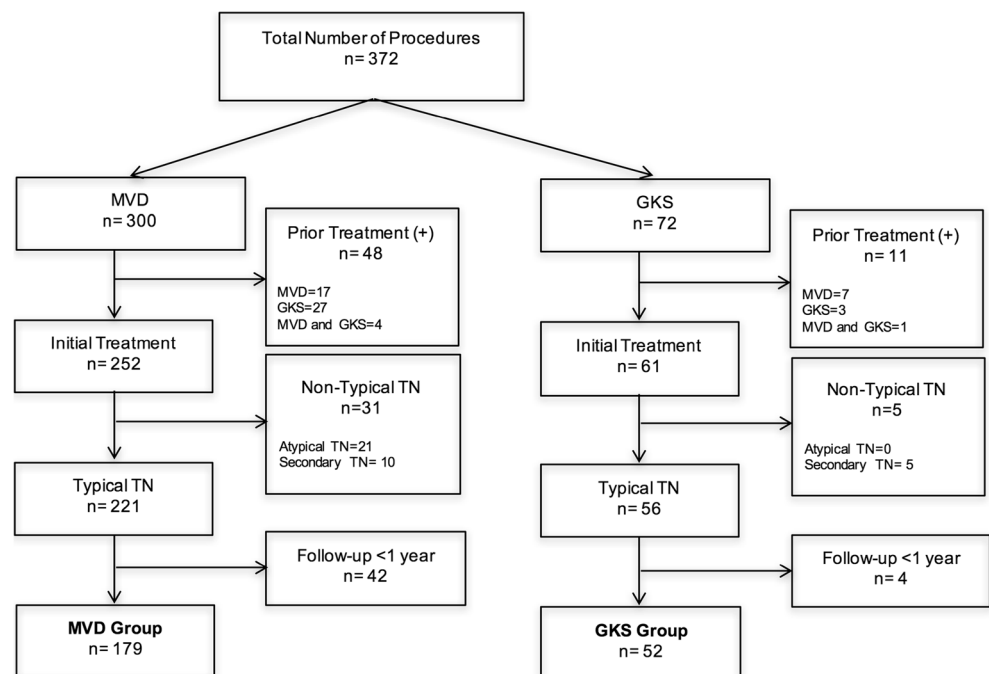 Total Number of Procedures
n= 372
MVD
n= 300
Prior Treatment (+)
n= 48
MVD=17
GKS=27
MVD and GKS=4
Initial Treatment
n= 252
Non-Typical TN
n=31
Atypical TN=21
Secondary TN= 10
Typical TN
n= 221
Follow-up <1 year
n= 42
MVD Group
n= 179
GKS
n= 72
Prior Treatment (+)
n= 11
MVD=7
GKS=3
MVD and GKS=1
Initial Treatment
n= 61
Non-Typical TN
n=5
Atypical TN=0
Secondary TN= 5
Typical TN
n= 56
Follow-up <1 year
n= 4
GKS Group
n= 52